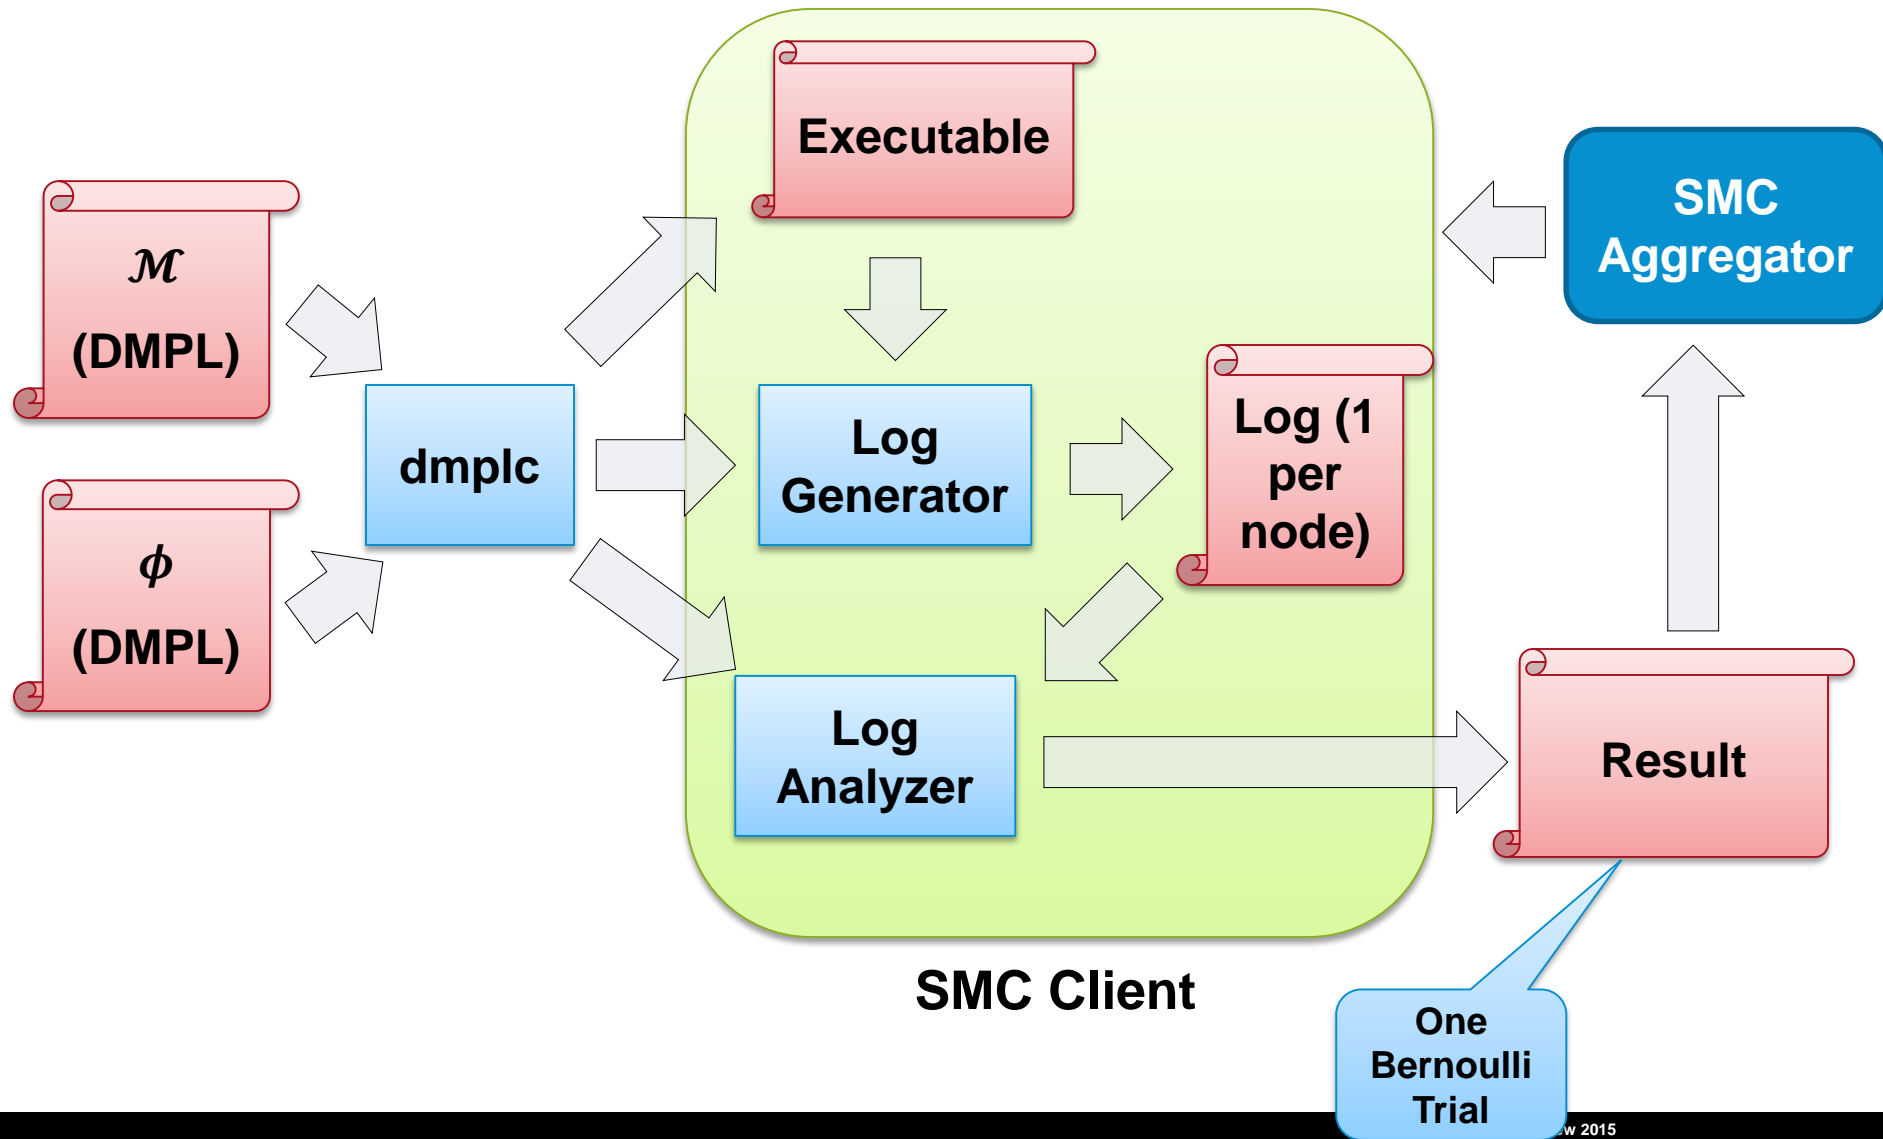 Executable
SMC
Aggregator
ℳ
(DMPL)
dmplc
Log
Generator
Log (1
per
node)
ϕ
(DMPL)
Log
Analyzer
Result
SMC Client
One
Bernoulli
Trial
2015